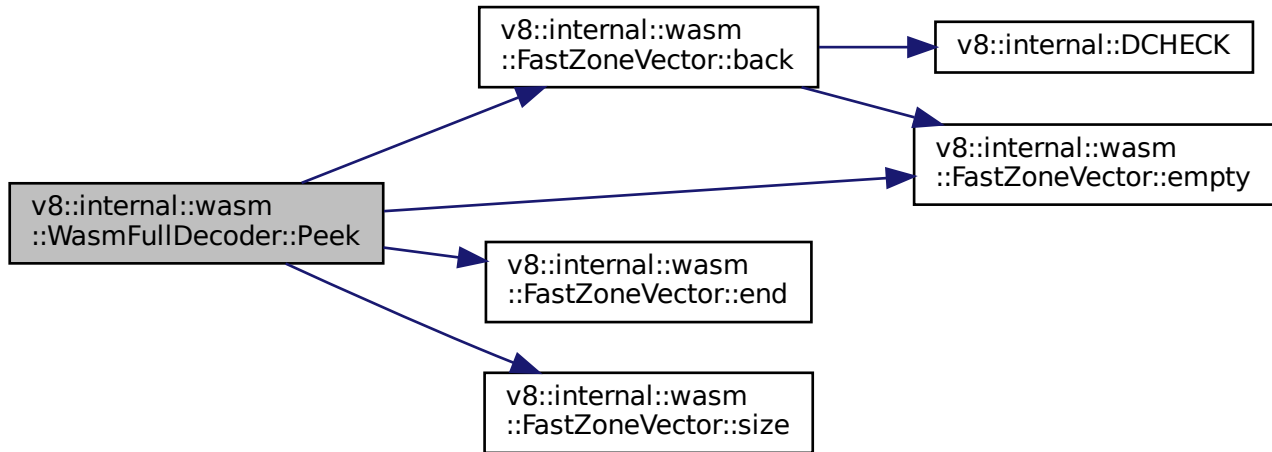 v8::internal::wasm
::FastZoneVector::back
v8::internal::DCHECK
v8::internal::wasm
::FastZoneVector::empty
v8::internal::wasm
::WasmFullDecoder::Peek
v8::internal::wasm
::FastZoneVector::end
v8::internal::wasm
::FastZoneVector::size